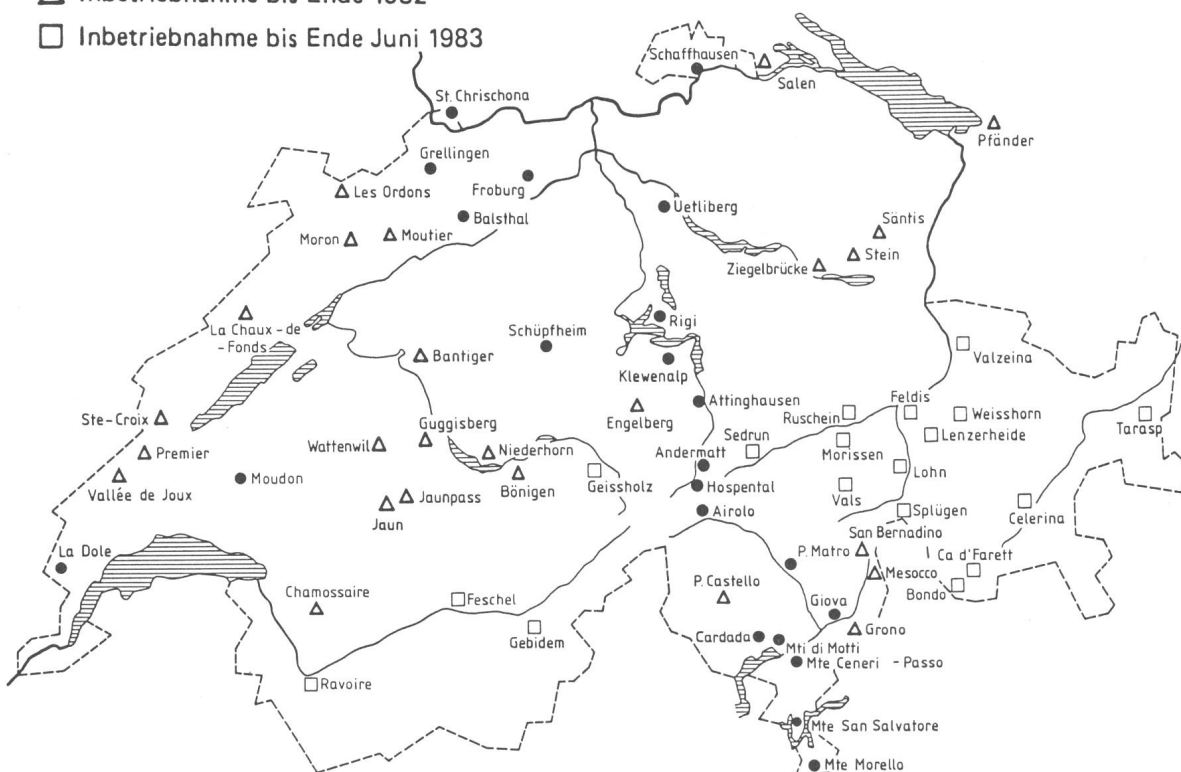 Inbetriebnahme bis Ende 1982
Inbetriebnahme bis Ende Juni 1983
Schaffhausen
Salen
St. Chrischona
Pfänder
Grellingen
Les Ordons
Froburg
Balsthal
Uetliberg
Moron
Moutier
Säntis
Stein
Ziegelbrücke
La Chaux-de-
-Fonds
Schüpfheim
Rigi
Bantiger
Klewenalp
Valzeina
Attinghausen
Ste-Croix
Guggisberg
Engelberg
Ruschein
Feldis
Weisshorn
Tarasp
Wattenwil
Premier
Niederhorn
Sedrun
Lenzerheide
Andermatt
Morissen
Vallée de Joux
Moudon
Bönigen
Geissholz
Lohn
Jaunpass
Hospental
Vals
Jaun
Airolo
Splügen
Celerina
San Bernadino
La Dole
P. Matro
Ca d'Farett
Mesocco
Bondo
P. Castello
Chamossaire
Feschel
Giova
Gebidem
Grono
Cardada
Mti di Motti
Mte Ceneri - Passo
Ravoire
Mte San Salvatore
Mte Morello